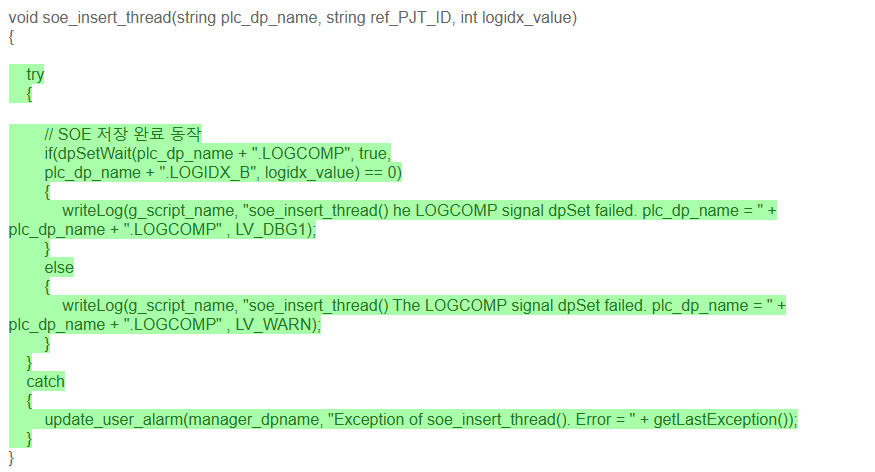 void soe_insert_thread(string plc_dp_name, string ref_PJT_ID, int logidx_value)
{
try
{
// SOE 저장 완료 동작
if(dpSetWait(plc_dp_name + ".LOGCOMP", true,
plc_dp_name + ".LOGIDX_B", logidx_value) == 0)
{
writeLog(g_script_name, "soe_insert_thread() he LOGCOMP signal dpSet failed. plc_dp_name = " +
plc_dp_name + ".LOGCOMP" , LV_DBG1);
}
else
{
writeLog(g_script_name, "soe_insert_thread() The LOGCOMP signal dpSet failed. plc_dp_name = " +
plc_dp_name + ".LOGCOMP" , LV_WARN);
}
}
catch
{
update_user_alarm(manager_dpname, "Exception of soe_insert_thread(). Error = " + getLastException());
}
}